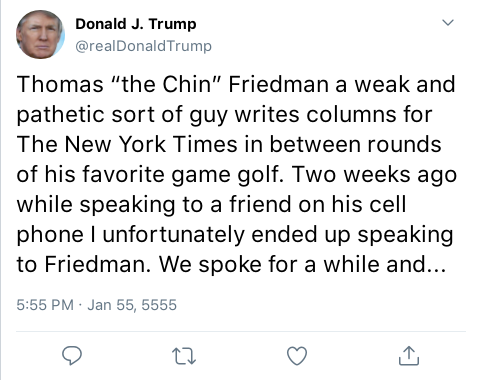 Donald J. Trump
@realDonaldTrump
Thomas “the Chin” Friedman a weak and
pathetic sort of guy writes columns for
The New York Times in between rounds
of his favorite game golf. Two weeks ago
while speaking to a friend on his cell
phone I unfortunately ended up speaking
to Friedman. We spoke for a while and...
5:55 PM · Jan 55, 5555